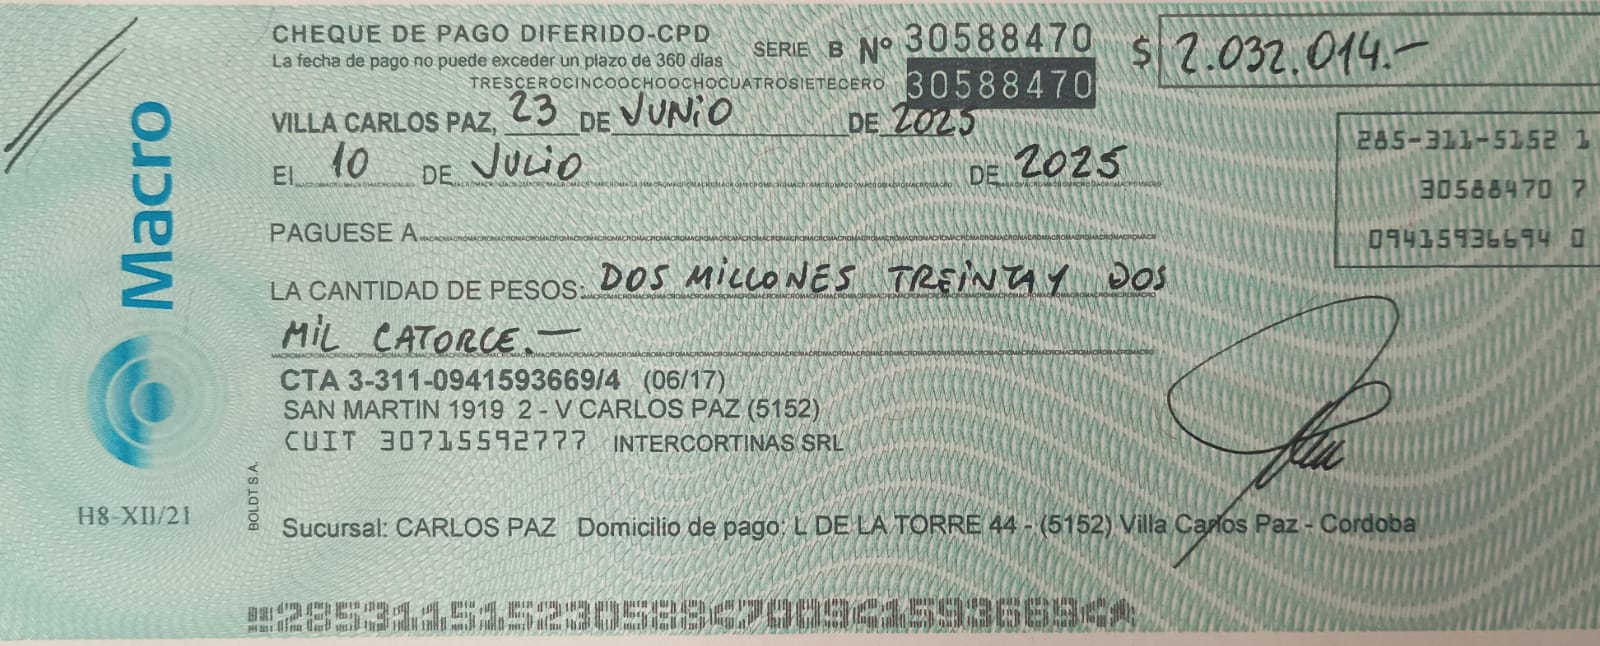 CHEQUE DE PAGO DIFERIDO-CPD SERIE B Nº 30588470 $ 2.032.014.-
La fecha de pago no puede exceder un plazo de 360 días
TRESCEROCINCOOCHOOCHOCUATROSIETECERO 30588470
VILLA CARLOS PAZ, 23 DE JUNIO DE 2025
285-311-5152 1
El 10 DE JULIO DE 2025
30588470 7
PAGUESE A
09415936694 0
LA CANTIDAD DE PESOS: DOS MILLONES TREINTA Y DOS
MIL CATORCE.—
CTA 3-311-0941593669/4 (06/17)
SAN MARTIN 1919 2 - V CARLOS PAZ (5152)
CUIT 30715592777 INTERCORTINAS SRL
Sucursal: CARLOS PAZ Domicilio de pago: L DE LA TORRE 44 - (5152) Villa Carlos Paz - Cordoba
Macro
H8-XII/21
BOLDT S.A.
28531151523058847009415936694